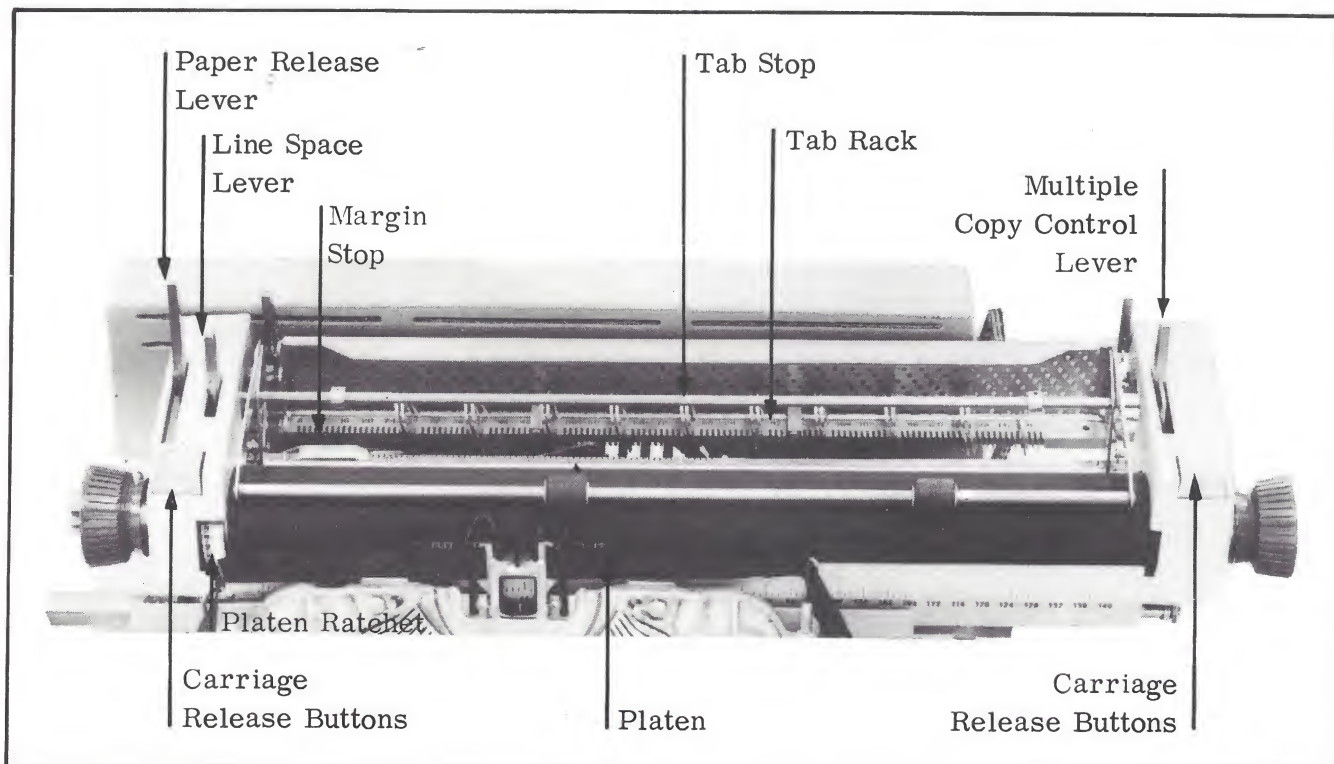 Paper Release
Lever
Line Space
Lever
Margin
Stop
Tab Stop
Tab Rack
Multiple
Copy Control
Lever
Platen Ratchet
Carriage
Release Buttons
Platen
Carriage
Release Buttons